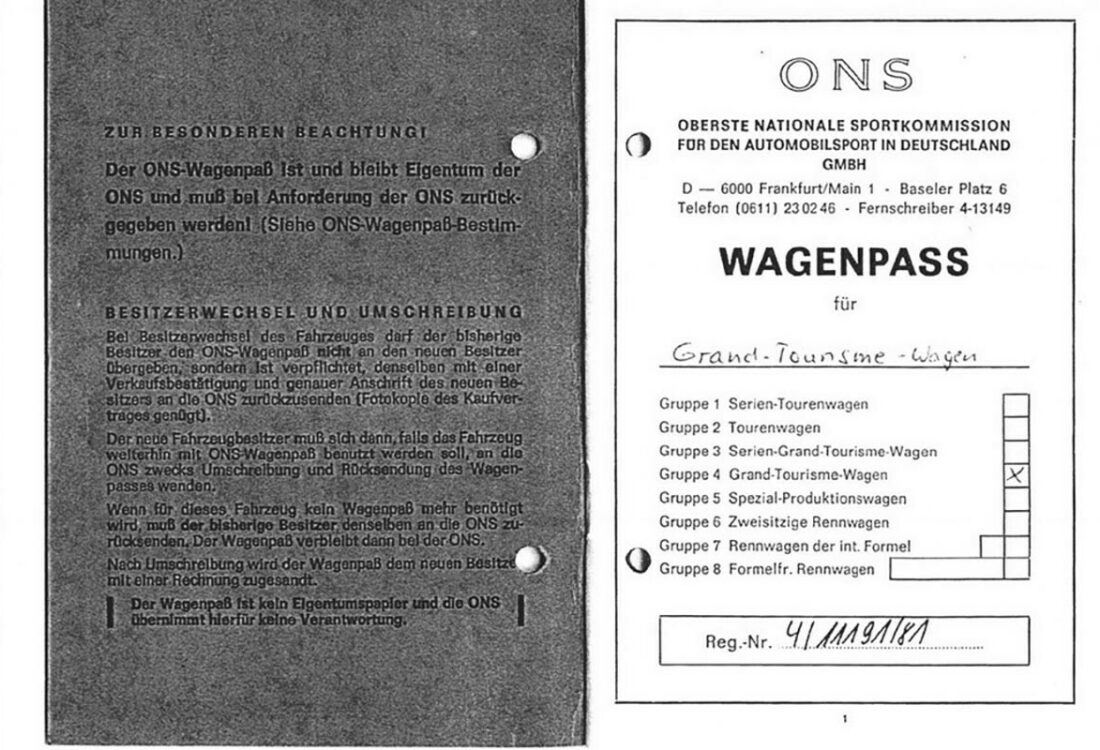 ZUR BESONDEREN BEACHTUNG!
Der ONS-Wagenpaß ist und bleibt Eigentum der
ONS und muß bei Anforderung der ONS zurück-
gegeben werden! (Siehe ONS-Wagenpaß-Bestim-
mungen.)
BESITZERWECHSEL UND UMSCHREIBUNG
Bei Besitzerwechsel des Fahrzeuges darf der bisherige
Besitzer den ONS-Wagenpaß nicht an den neuen Besitzer
übergeben, sondern ist verpflichtet, denselben mit einer
Verkaufsbestätigung und genauer Anschrift des neuen Be-
sitzers an die ONS zurückzusenden (Fotokopie des Kaufver-
trages genügt).
Der neue Fahrzeugbesitzer muß sich dann, falls das Fahrzeug
weiterhin mit ONS-Wagenpaß benutzt werden soll, an die
ONS zwecks Umschreibung und Rücksendung des Wagen-
passes wenden.
Wenn für dieses Fahrzeug kein Wagenpaß mehr benötigt
wird, muß der bisherige Besitzer denselben an die ONS zu-
rücksenden. Der Wagenpaß verbleibt dann bei der ONS.
Nach Umschreibung wird der Wagenpaß dem neuen Besitze
mit einer Rechnung zugesandt.
Der Wagenpaß ist kein Eigentumspapier und die ONS
übernimmt hierfür keine Verantwortung.
ONS
OBERSTE NATIONALE SPORTKOMMISSION
FÜR DEN AUTOMOBILSPORT IN DEUTSCHLAND
GMBH
D — 6000 Frankfurt/Main 1 - Baseler Platz 6
Telefon (0611) 23 02 46 - Fernschreiber 4-13149
WAGENPASS
für
Grand-Tourisme-Wagen
Gruppe 1 Serien-Tourenwagen
Gruppe 2 Tourenwagen
Gruppe 3 Serien-Grand-Tourisme-Wagen
Gruppe 4 Grand-Tourisme-Wagen X
Gruppe 5 Spezial-Produktionswagen
Gruppe 6 Zweisitzige Rennwagen
Gruppe 7 Rennwagen der int. Formel
Gruppe 8 Formelfr. Rennwagen
Reg.-Nr. 4/11191/81
1